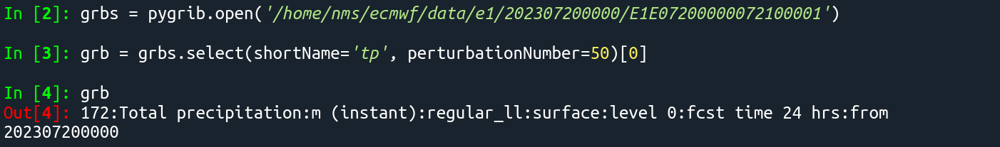 In [2]: grbs = pygrib.open('/home/nms/ecmwf/data/e1/202307200000/E1E07200000072100001')
In [3]: grb = grbs.select(shortName='tp', perturbationNumber=50)[0]
In [4]: grb
Out[4]: 172:Total precipitation:m (instant):regular_ll:surface:level 0:fcst time 24 hrs:from
202307200000